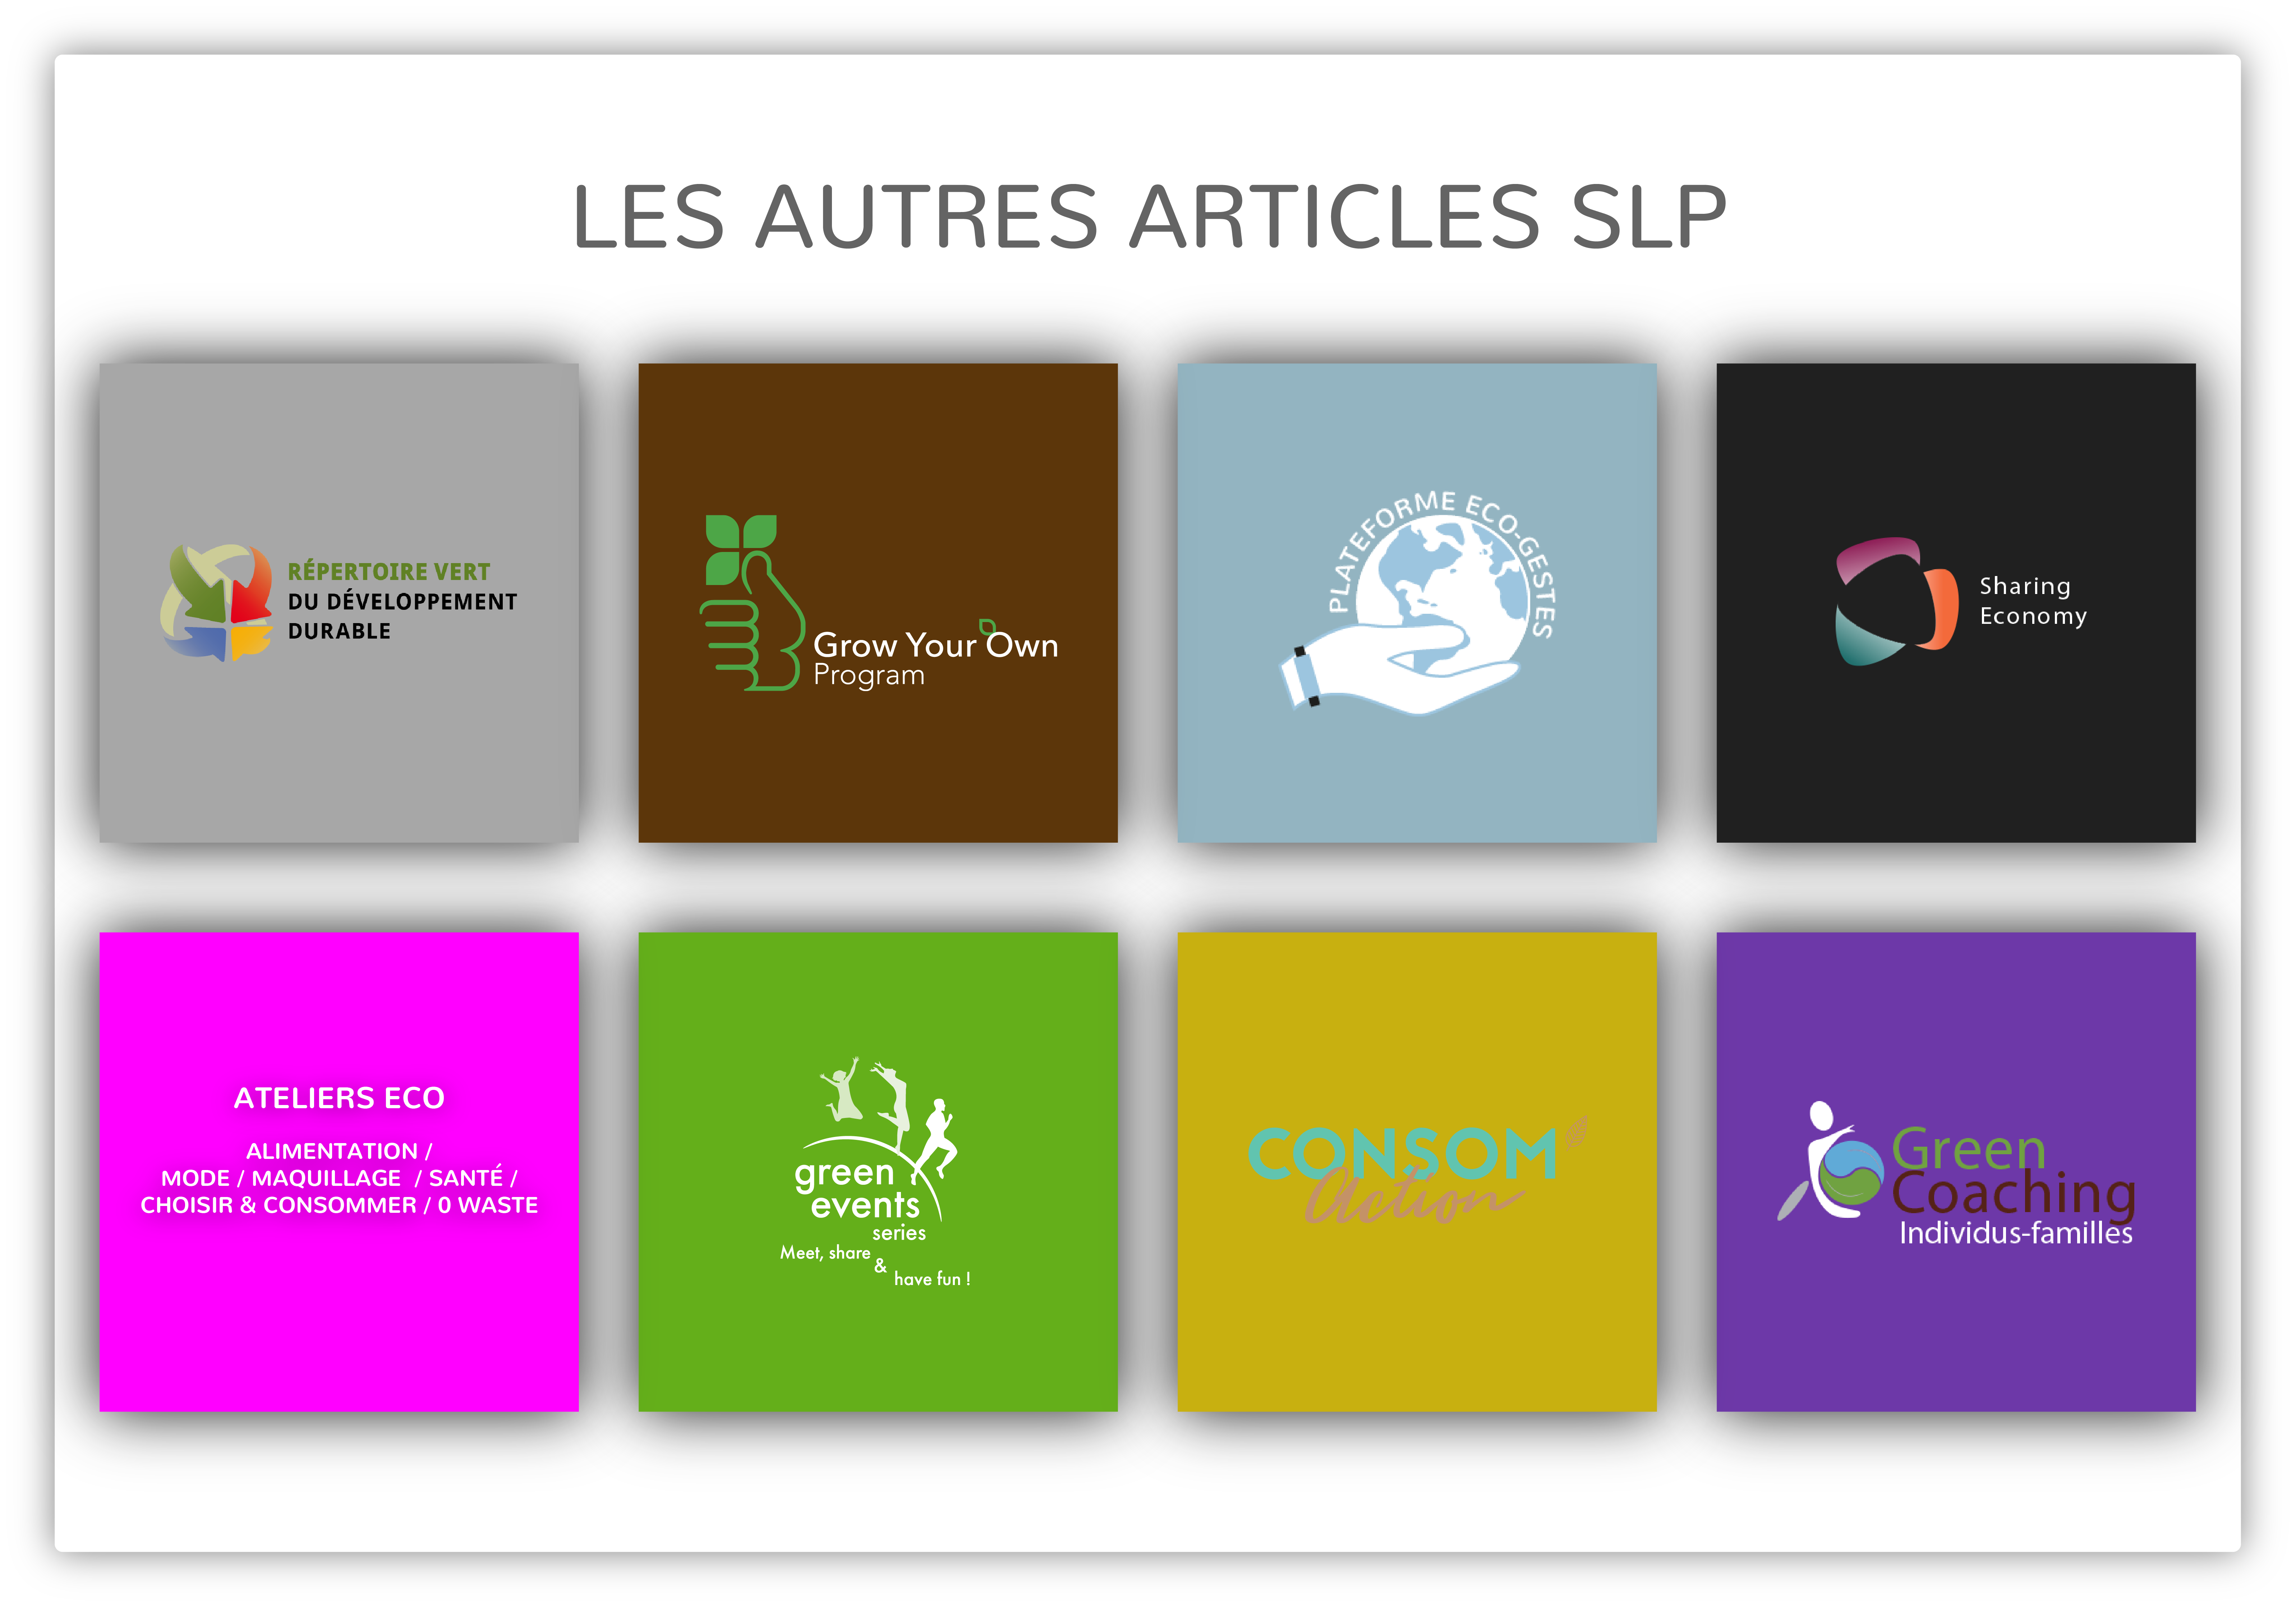 LES AUTRES ARTICLES SLP
RÉPERTOIRE VERT
DU DÉVELOPPEMENT
DURABLE
Grow Your Own
Program
PLATEFORME ECO-GESTES
Sharing
Economy
ATELIERS ECO
ALIMENTATION /
MODE / MAQUILLAGE / SANTÉ /
CHOISIR & CONSOMMER / 0 WASTE
green
events
series
Meet, share
&
have fun !
CONSOM
action
Green
Coaching
Individus-familles